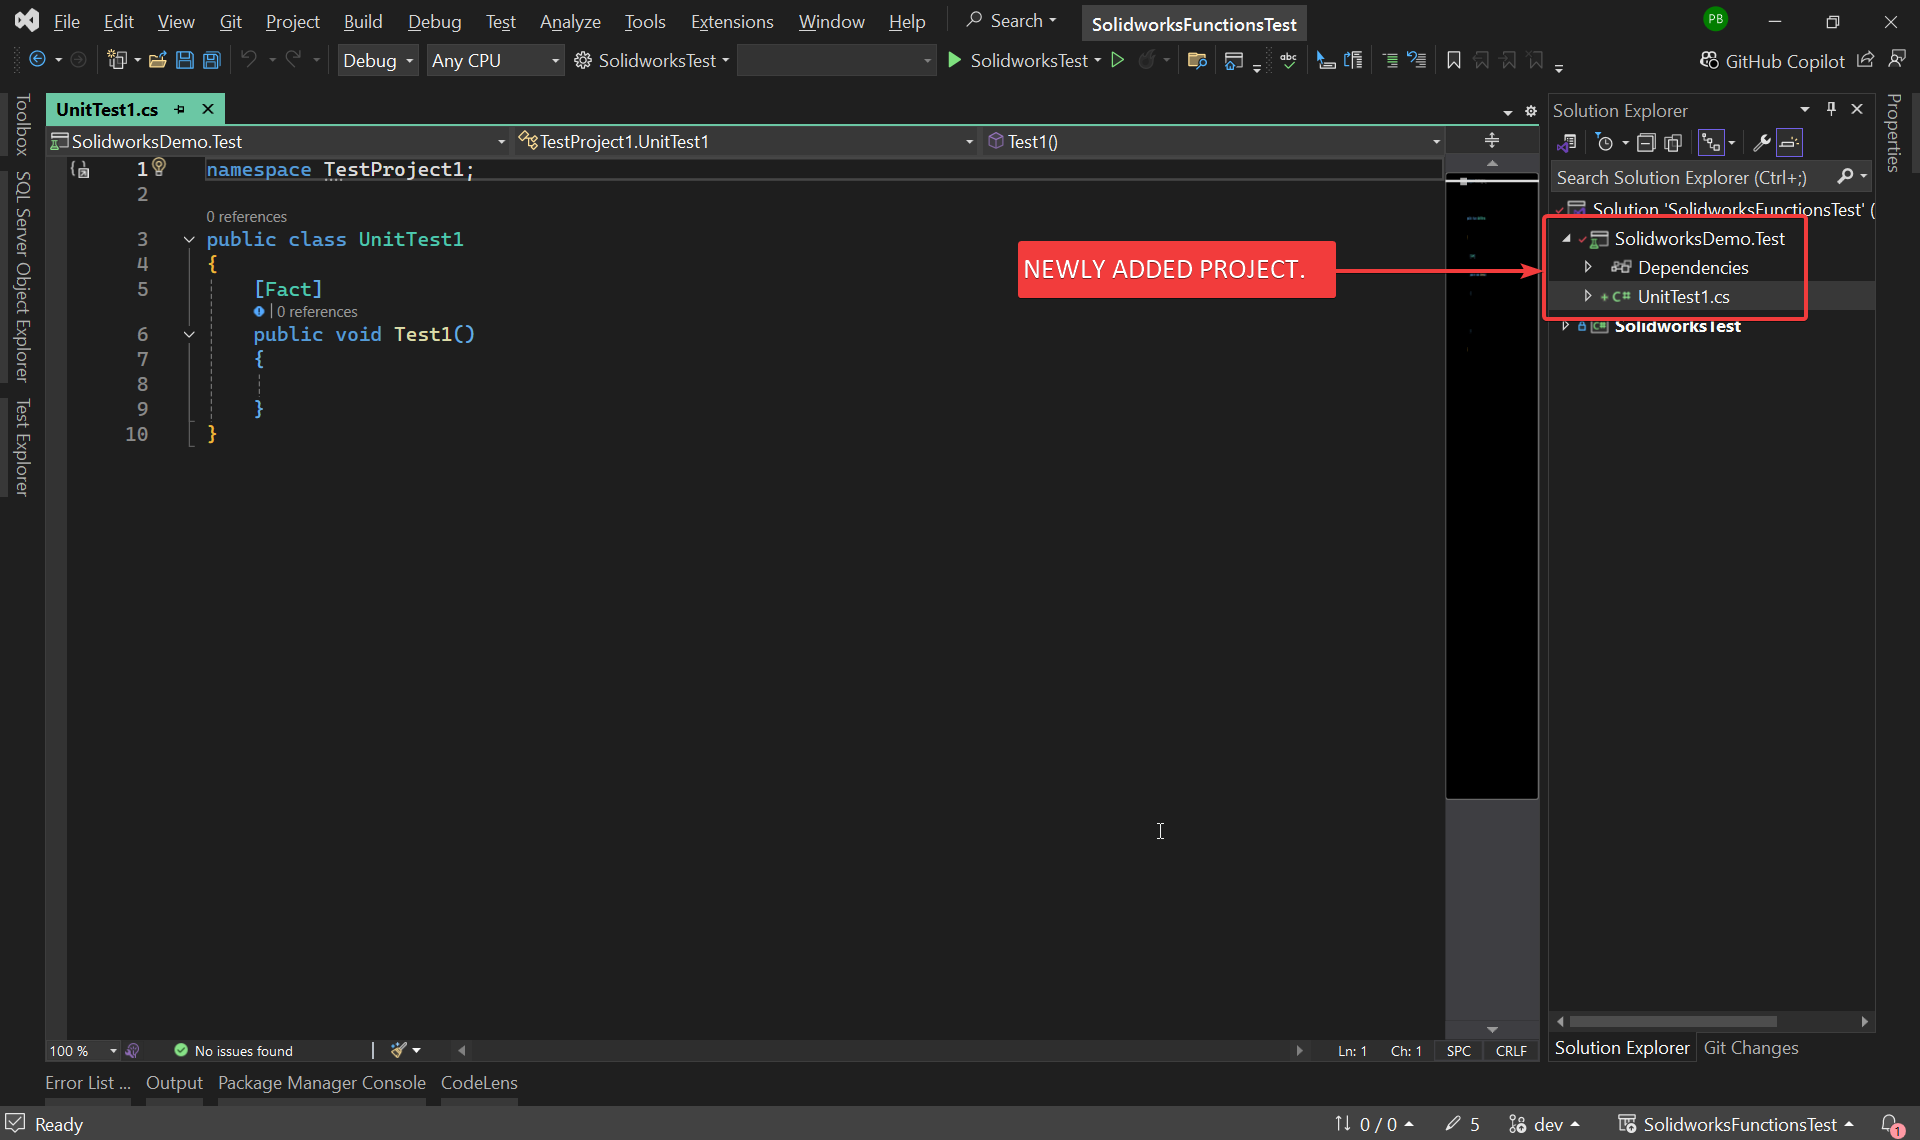 File Edit View Git Project Build Debug Test Analyze Tools Extensions Window Help Search SolidworksFunctionsTest PB
Debug Any CPU SolidworksTest SolidworksTest abc GitHub Copilot
UnitTest1.cs
SolidworksDemo.Test TestProject1.UnitTest1 Test1()
1 namespace TestProject1;
2
0 references
3 public class UnitTest1
4 {
5 [Fact]
0 references
6 public void Test1()
7 {
8
9 }
10 }
NEWLY ADDED PROJECT.
Toolbox
SQL Server Object Explorer
Test Explorer
Solution Explorer
Search Solution Explorer (Ctrl+;)
Solution 'SolidworksFunctionsTest' (
SolidworksDemo.Test
Dependencies
C# UnitTest1.cs
C# SolidworksTest
Properties
100 % No issues found Ln: 1 Ch: 1 SPC CRLF
Solution Explorer Git Changes
Error List ... Output Package Manager Console CodeLens
Ready 0 / 0 5 dev SolidworksFunctionsTest 1